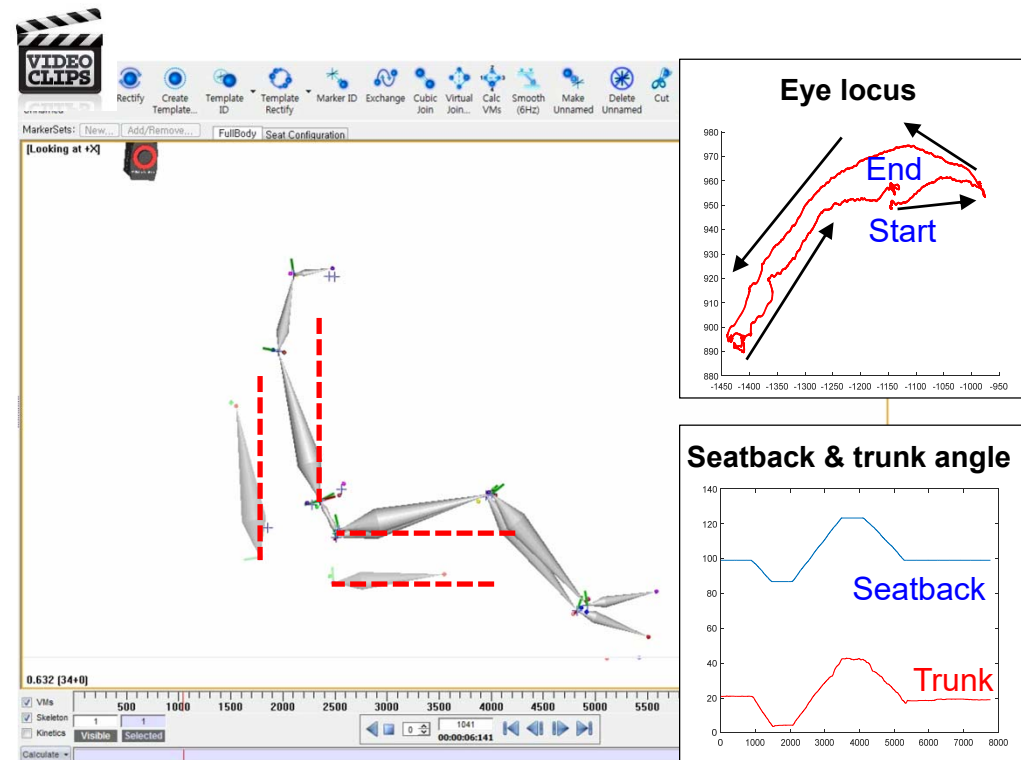 VIDEO
CLIPS
Rectify
Create
Template...
Template
ID
Template
Rectify
Marker ID
Exchange
Cubic
Join
Virtual
Join...
Calc
VMs
Smooth
(6Hz)
Make
Unnamed
Delete
Unnamed
Cut
MarkerSets: New... Add/Remove... FullBody Seat Configuration
[Looking at +X]
0.632 (34+0)
VMs
Skeleton 1 1
Kinetics Visible Selected
Calculate
500 1000 1500 2000 2500 3000 3500 4000 4500 5000 5500
0 1041
00:00:06:141
Eye locus
980
970
960
950
940
930
920
910
900
890
880
End
Start
-1450 -1400 -1350 -1300 -1250 -1200 -1150 -1100 -1050 -1000 -950
Seatback & trunk angle
140
120
100
80
60
40
20
0
Seatback
Trunk
0 1000 2000 3000 4000 5000 6000 7000 8000